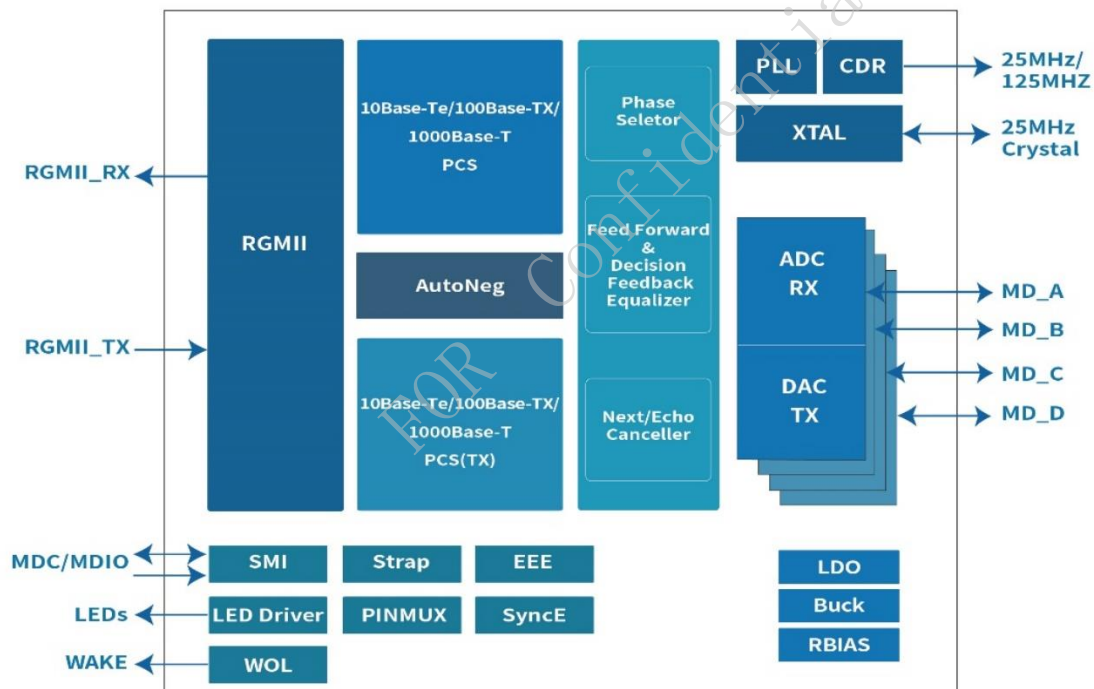 RGMII_RX
RGMII_TX
RGMII
10Base-Te/100Base-TX/
1000Base-T
PCS
AutoNeg
10Base-Te/100Base-TX/
1000Base-T
PCS(TX)
Phase
Seletor
Feed Forward
&
Decision
Feedback
Equalizer
Next/Echo
Canceller
PLL
CDR
25MHz/
125MHZ
XTAL
25MHz
Crystal
ADC
RX
DAC
TX
MD_A
MD_B
MD_C
MD_D
MDC/MDIO
SMI
Strap
EEE
LEDs
LED Driver
PINMUX
SyncE
WAKE
WOL
LDO
Buck
RBIAS
FOR Confidential